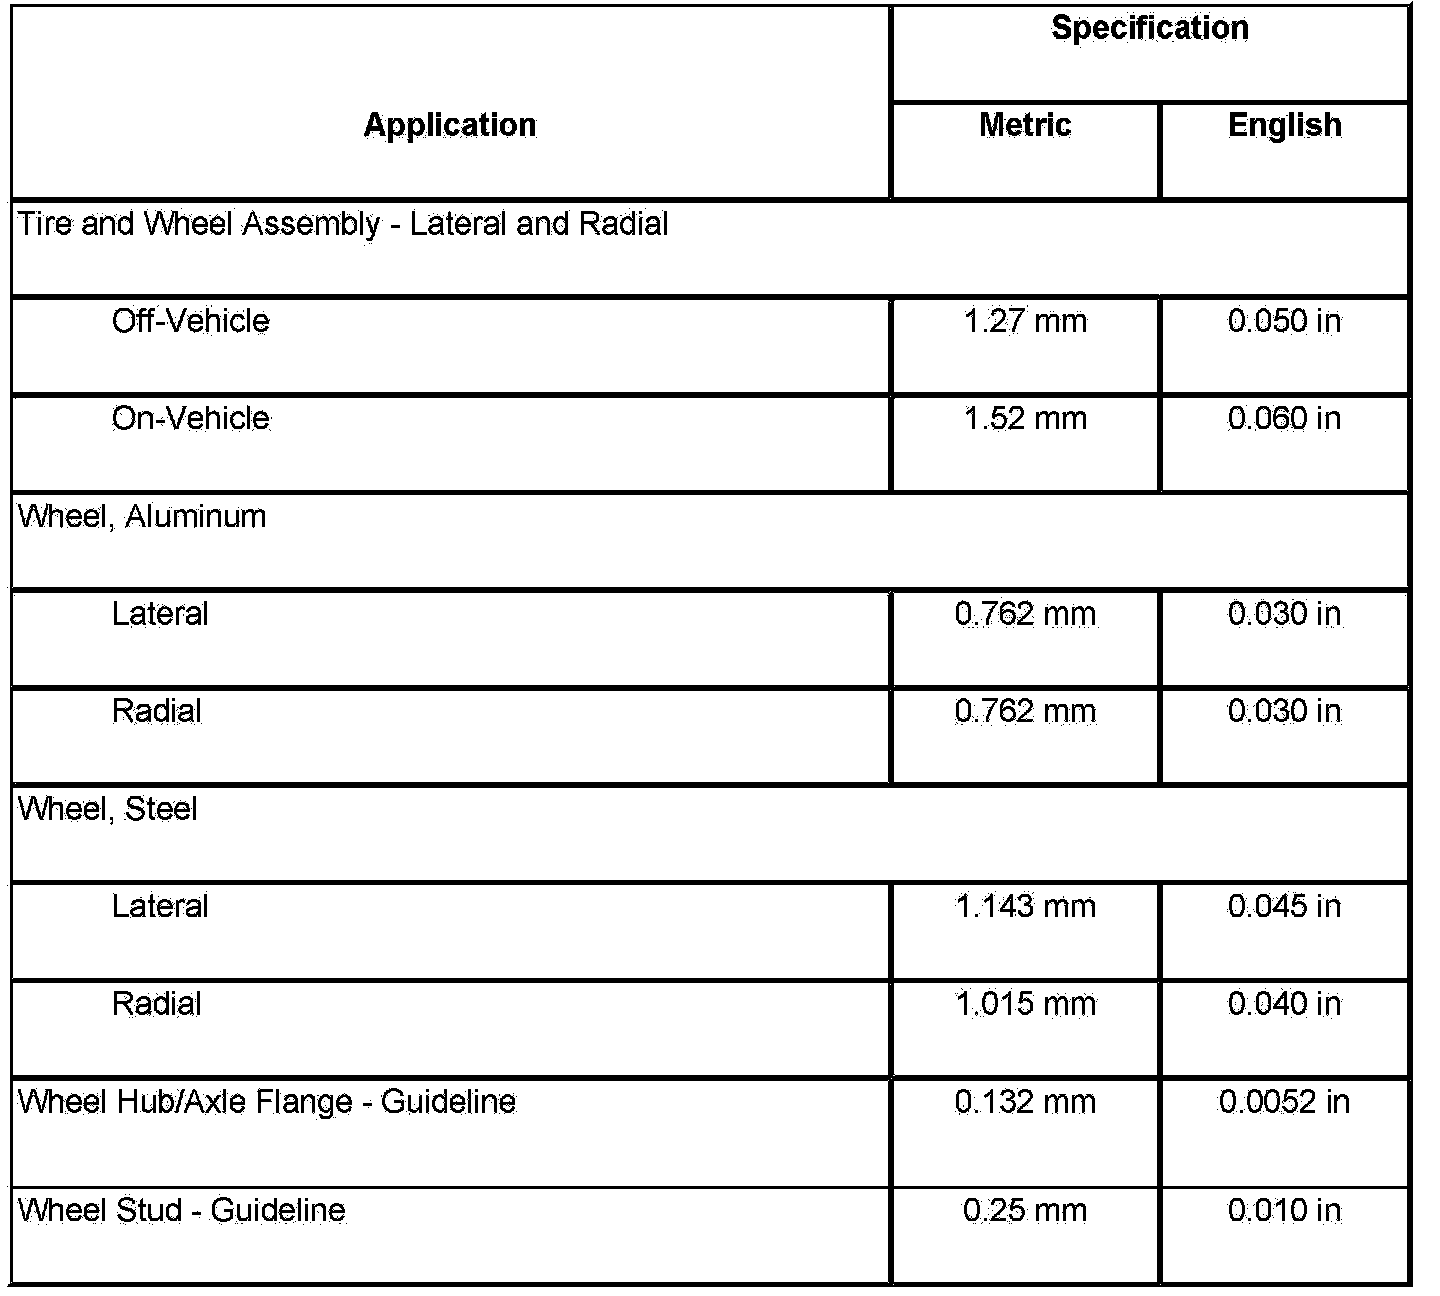 Specification
Application Metric English
Tire and Wheel Assembly - Lateral and Radial
Off-Vehicle 1.27 mm 0.050 in
On-Vehicle 1.52 mm 0.060 in
Wheel, Aluminum
Lateral 0.762 mm 0.030 in
Radial 0.762 mm 0.030 in
Wheel, Steel
Lateral 1.143 mm 0.045 in
Radial 1.015 mm 0.040 in
Wheel Hub/Axle Flange - Guideline 0.132 mm 0.0052 in
Wheel Stud - Guideline 0.25 mm 0.010 in